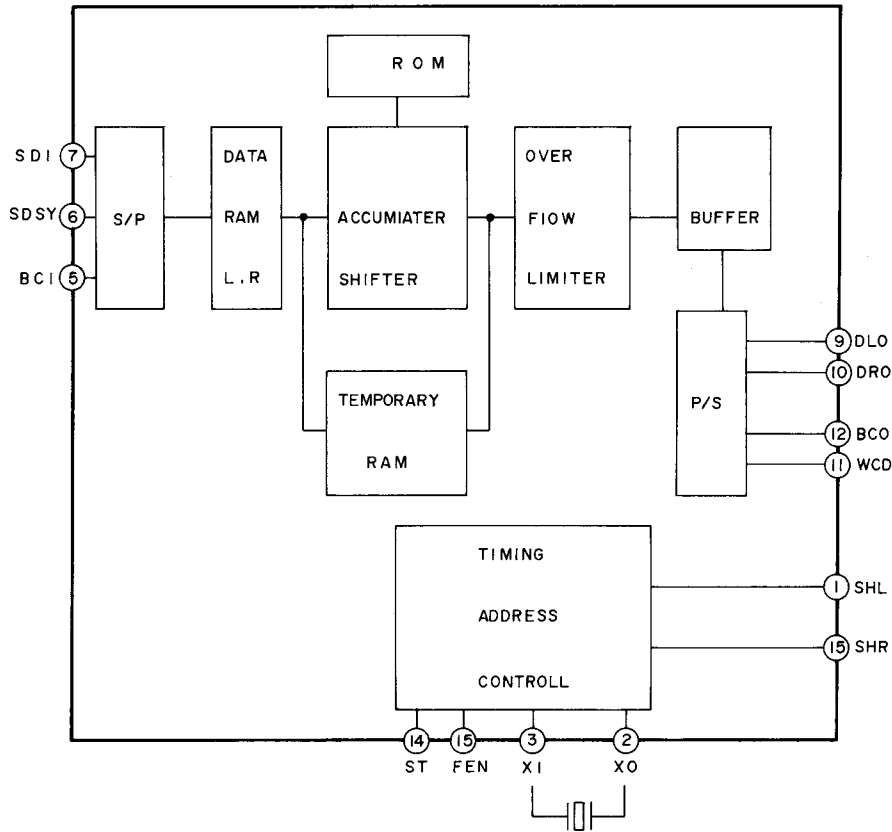 ROM
SDI 7
SDSY 6
BCI 5
S/P
DATA
RAM
L.R
ACCUMIATER
SHIFTER
OVER
FIOW
LIMITER
BUFFER
TEMPORARY
RAM
P/S
9 DLO
10 DRO
12 BCO
11 WCD
TIMING
ADDRESS
CONTROLL
1 SHL
15 SHR
14 15 3 2
ST FEN XI XO